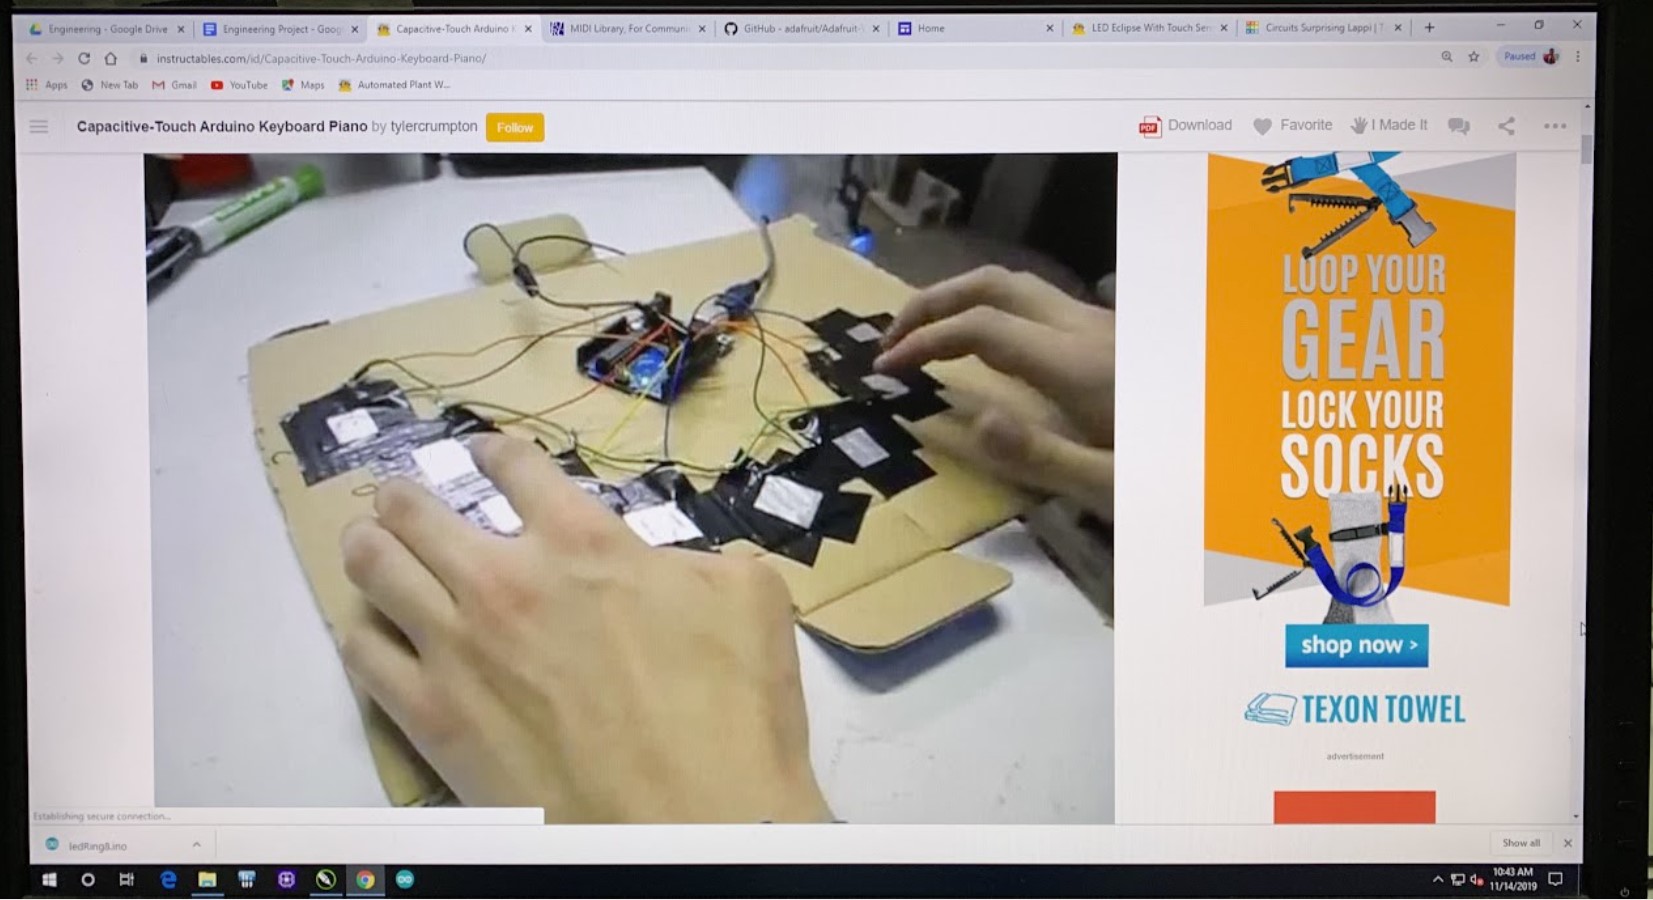 Engineering - Google Drive
Engineering Project - Goog
Capacitive-Touch Arduino
MIDI Library, For Commun
GitHub - adafruit/Adafruit-
Home
LED Eclipse With Touch Sen
Circuits Surprising Lappi | T
instructables.com/id/Capacitive-Touch-Arduino-Keyboard-Piano/
Paused
Apps
New Tab
Gmail
YouTube
Maps
Automated Plant W...
Capacitive-Touch Arduino Keyboard Piano by tylercrumpton
Follow
PDF
Download
Favorite
I Made It
LOOP YOUR
GEAR
LOCK YOUR
SOCKS
shop now >
TEXON TOWEL
advertisement
Establishing secure connection...
ledRing8.ino
Show all
10:43 AM
11/14/2019